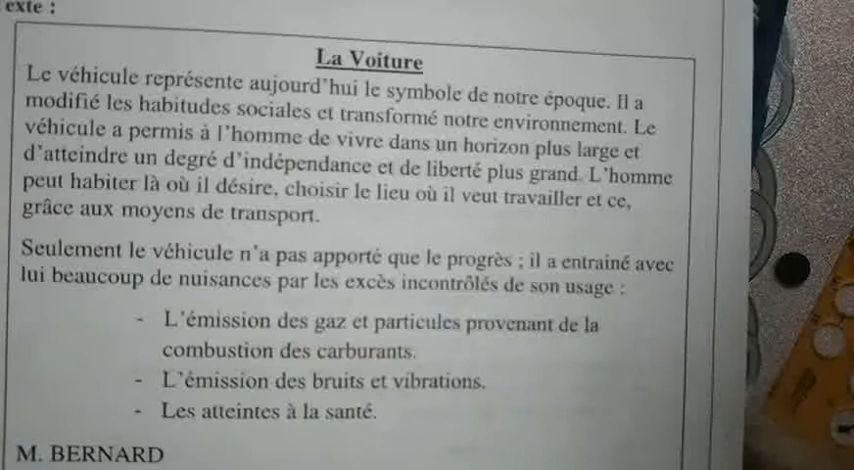 exte :
La Voiture
Le véhicule représente aujourd'hui le symbole de notre époque. Il a
modifié les habitudes sociales et transformé notre environnement. Le
véhicule a permis à l'homme de vivre dans un horizon plus large et
d'atteindre un degré d'indépendance et de liberté plus grand. L'homme
peut habiter là où il désire, choisir le lieu où il veut travailler et ce,
grâce aux moyens de transport.
Seulement le véhicule n'a pas apporté que le progrès ; il a entrainé avec
lui beaucoup de nuisances par les excès incontrôlés de son usage :
- L'émission des gaz et particules provenant de la
combustion des carburants.
- L'émission des bruits et vibrations.
- Les atteintes à la santé.
M. BERNARD